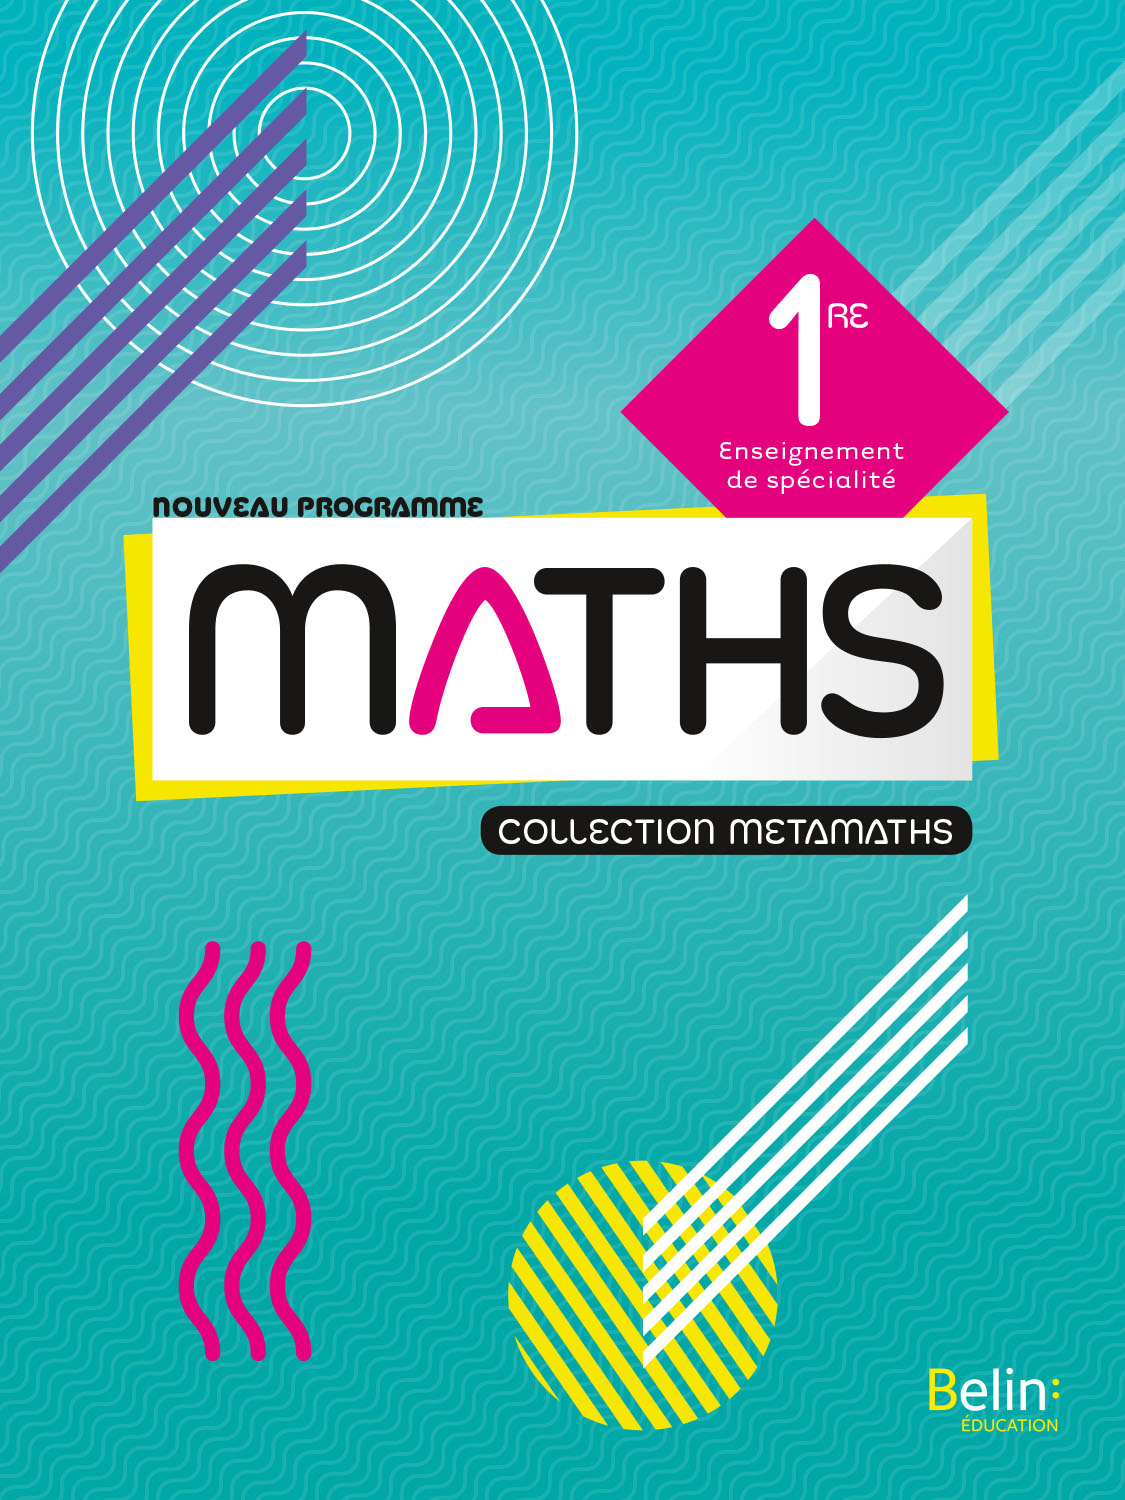 1RE
Enseignement
de spécialité
NOUVEAU PROGRAMME
MATHS
COLLECTION METAMATHS
Belin:
ÉDUCATION